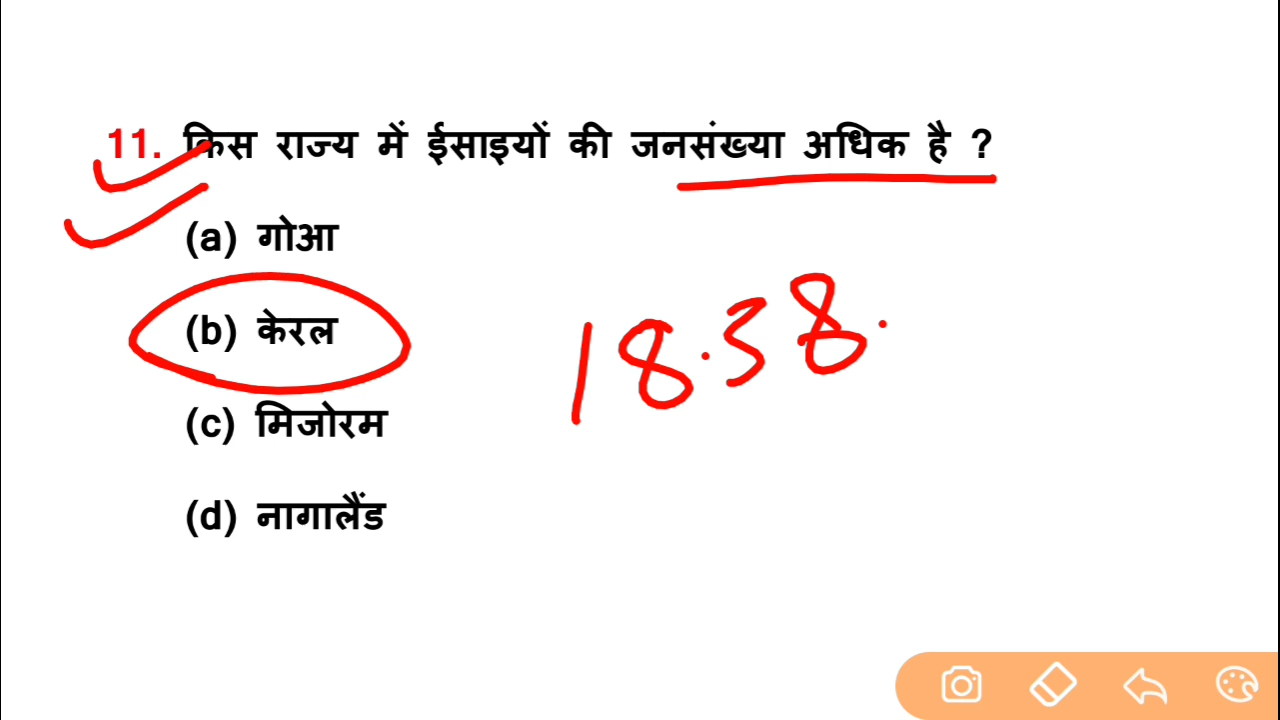 11. किस राज्य में ईसाइयों की जनसंख्या अधिक है ?
(a) गोआ
(b) केरल
18.38.
(c) मिजोरम
(d) नागालैंड